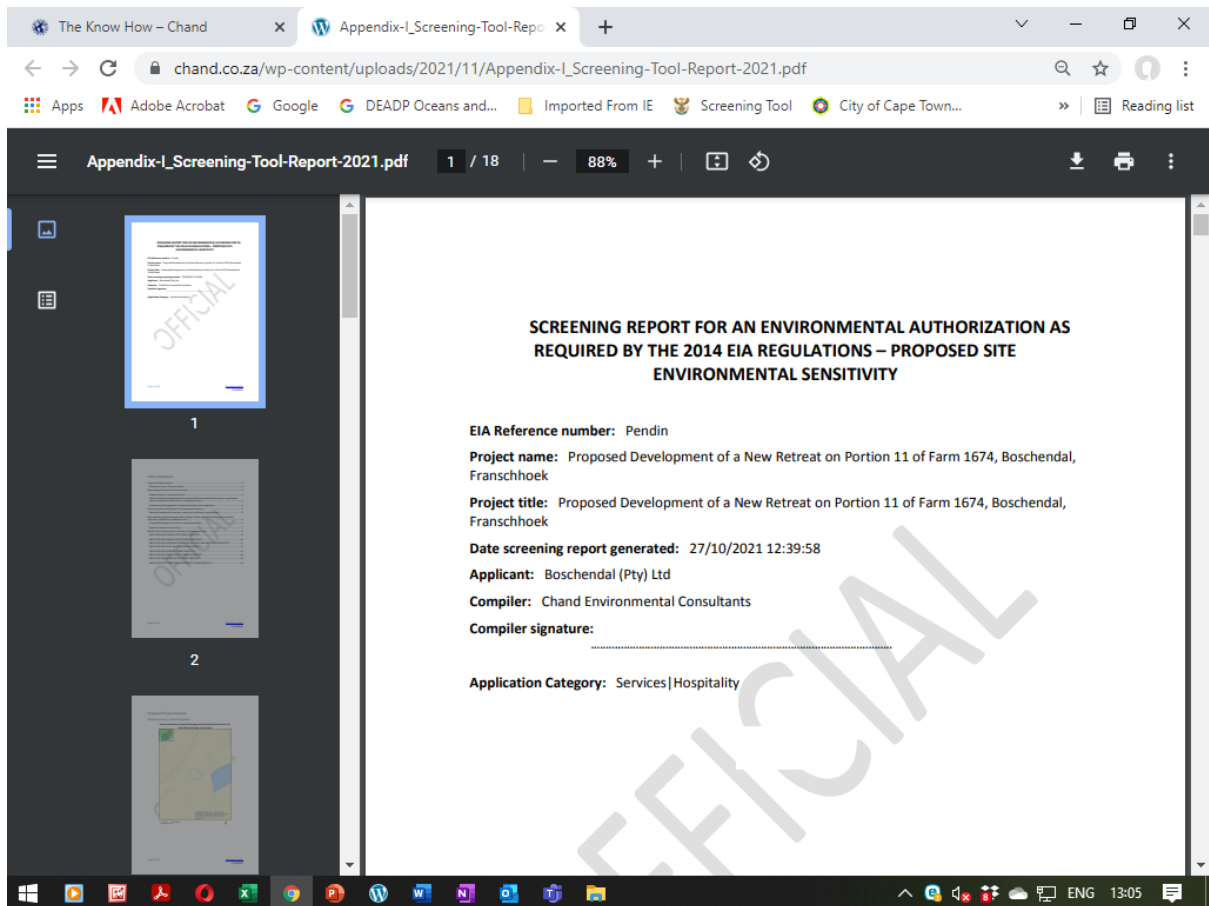 The Know How – Chand
Appendix-I_Screening-Tool-Repo
chand.co.za/wp-content/uploads/2021/11/Appendix-I_Screening-Tool-Report-2021.pdf
Apps Adobe Acrobat Google DEADP Oceans and... Imported From IE Screening Tool City of Cape Town... » Reading list
Appendix-I_Screening-Tool-Report-2021.pdf 1 / 18 88%
SCREENING REPORT FOR AN ENVIRONMENTAL AUTHORIZATION AS
REQUIRED BY THE 2014 EIA REGULATIONS – PROPOSED SITE
ENVIRONMENTAL SENSITIVITY
EIA Reference number: Pendin
Project name: Proposed Development of a New Retreat on Portion 11 of Farm 1674, Boschendal,
Franschhoek
Project title: Proposed Development of a New Retreat on Portion 11 of Farm 1674, Boschendal,
Franschhoek
Date screening report generated: 27/10/2021 12:39:58
Applicant: Boschendal (Pty) Ltd
Compiler: Chand Environmental Consultants
Compiler signature:
Application Category: Services|Hospitality
OFFICIAL
OFFICIAL
1
OFFICIAL
2
ENG 13:05